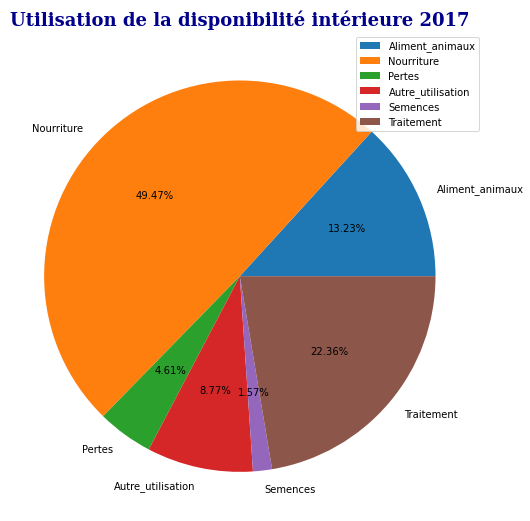 Utilisation de la disponibilité intérieure 2017
Aliment_animaux
Nourriture
Pertes
Autre_utilisation
Semences
Traitement
Nourriture
Aliment_animaux
49.47%
13.23%
22.36%
4.61%
8.77%
1.57%
Traitement
Pertes
Autre_utilisation
Semences